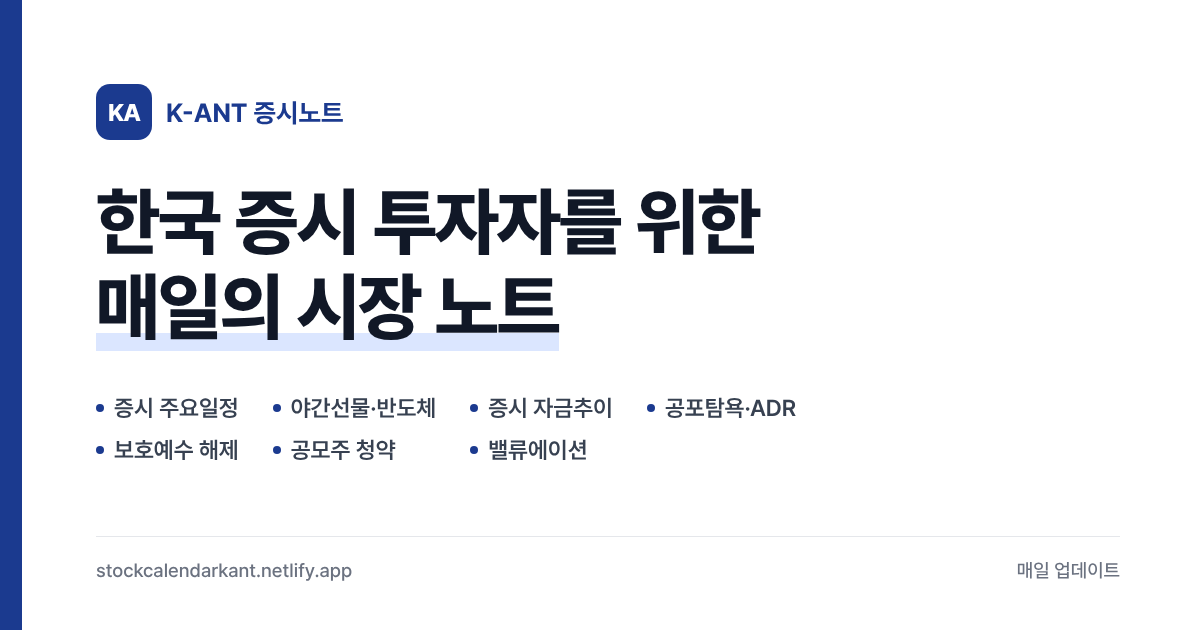 KA K-ANT 증시노트
한국 증시 투자자를 위한
매일의 시장 노트
• 증시 주요일정 • 야간선물·반도체 • 증시 자금추이 • 공포탐욕·ADR
• 보호예수 해제 • 공모주 청약 • 밸류에이션
stockcalendarkant.netlify.app 매일 업데이트